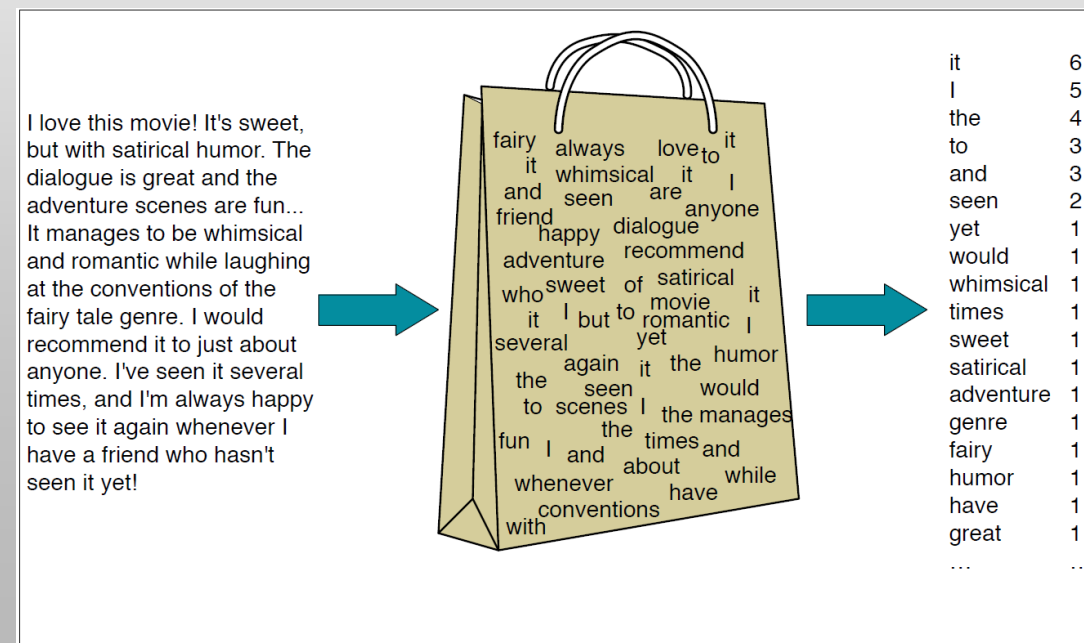 I love this movie! It's sweet,
but with satirical humor. The
dialogue is great and the
adventure scenes are fun...
It manages to be whimsical
and romantic while laughing
at the conventions of the
fairy tale genre. I would
recommend it to just about
anyone. I've seen it several
times, and I'm always happy
to see it again whenever I
have a friend who hasn't
seen it yet!
fairy always love to it
it whimsical it I
and seen are
friend anyone
happy dialogue
adventure recommend
sweet of satirical
who movie it
it I but to romantic I
several yet
again it the humor
the seen would
to scenes I the manages
the times
fun I and and
about while
whenever have
conventions
with
it 6
I 5
the 4
to 3
and 3
seen 2
yet 1
would 1
whimsical 1
times 1
sweet 1
satirical 1
adventure 1
genre 1
fairy 1
humor 1
have 1
great 1
... ..